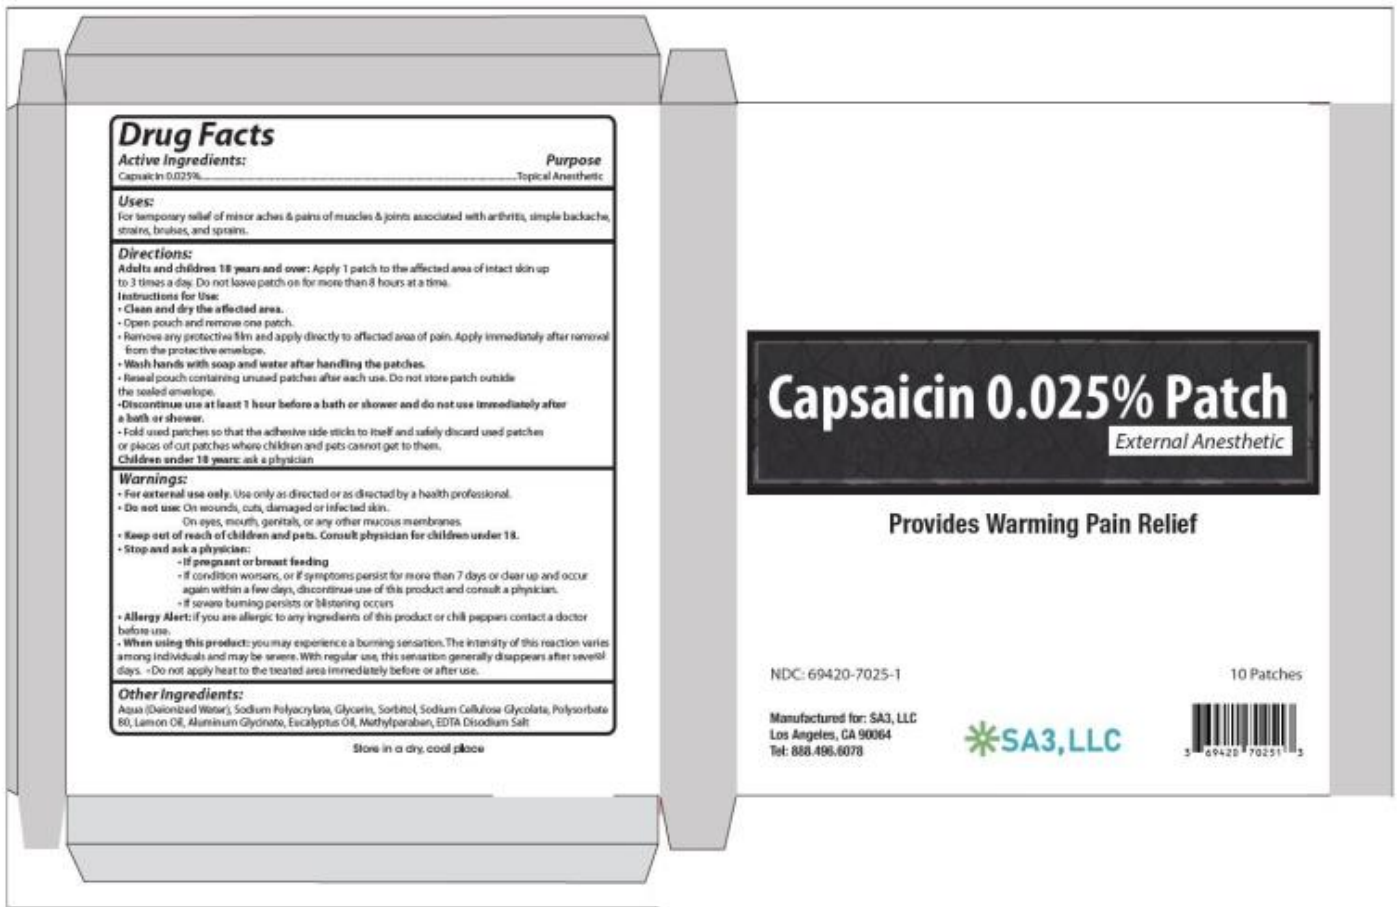 Drug Facts
Active Ingredients: Purpose
Capsaicin 0.025%..........Topical Anesthetic
Uses:
For temporary relief of minor aches & pains of muscles & joints associated with arthritis, simple backache,
strains, bruises, and sprains.
Directions:
Adults and children 18 years and over: Apply 1 patch to the affected area of intact skin up
to 3 times a day. Do not leave patch on for more than 8 hours at a time.
Instructions for Use:
• Clean and dry the affected area.
• Open pouch and remove one patch.
• Remove any protective film and apply directly to affected area of pain. Apply immediately after removal
from the protective envelope.
• Wash hands with soap and water after handling the patches.
• Reseal pouch containing unused patches after each use. Do not store patch outside
the sealed envelope.
•Discontinue use at least 1 hour before a bath or shower and do not use immediately after
a bath or shower.
• Fold used patches so that the adhesive side sticks to itself and safely discard used patches
or pieces of cut patches where children and pets cannot get to them.
Children under 18 years: ask a physician
Warnings:
• For external use only. Use only as directed or as directed by a health professional.
• Do not use: On wounds, cuts, damaged or infected skin.
On eyes, mouth, genitals, or any other mucous membranes.
• Keep out of reach of children and pets. Consult physician for children under 18.
• Stop and ask a physician:
• If pregnant or breast feeding
• If condition worsens, or if symptoms persist for more than 7 days or clear up and occur
again within a few days, discontinue use of this product and consult a physician.
• If severe burning persists or blistering occurs
• Allergy Alert: if you are allergic to any ingredients of this product or chili peppers contact a doctor
before use.
• When using this product: you may experience a burning sensation. The intensity of this reaction varies
among individuals and may be severe. With regular use, this sensation generally disappears after several
days. • Do not apply heat to the treated area immediately before or after use.
Other Ingredients:
Aqua (Deionized Water), Sodium Polyacrylate, Glycerin, Sorbitol, Sodium Cellulose Glycolate, Polysorbate
80, Lemon Oil, Aluminum Glycinate, Eucalyptus Oil, Methylparaben, EDTA Disodium Salt
Store in a dry, cool place
Capsaicin 0.025% Patch
External Anesthetic
Provides Warming Pain Relief
NDC: 69420-7025-1
10 Patches
Manufactured for: SA3, LLC
Los Angeles, CA 90064
Tel: 888.496.6078
SA3, LLC
3 69420 70251 3